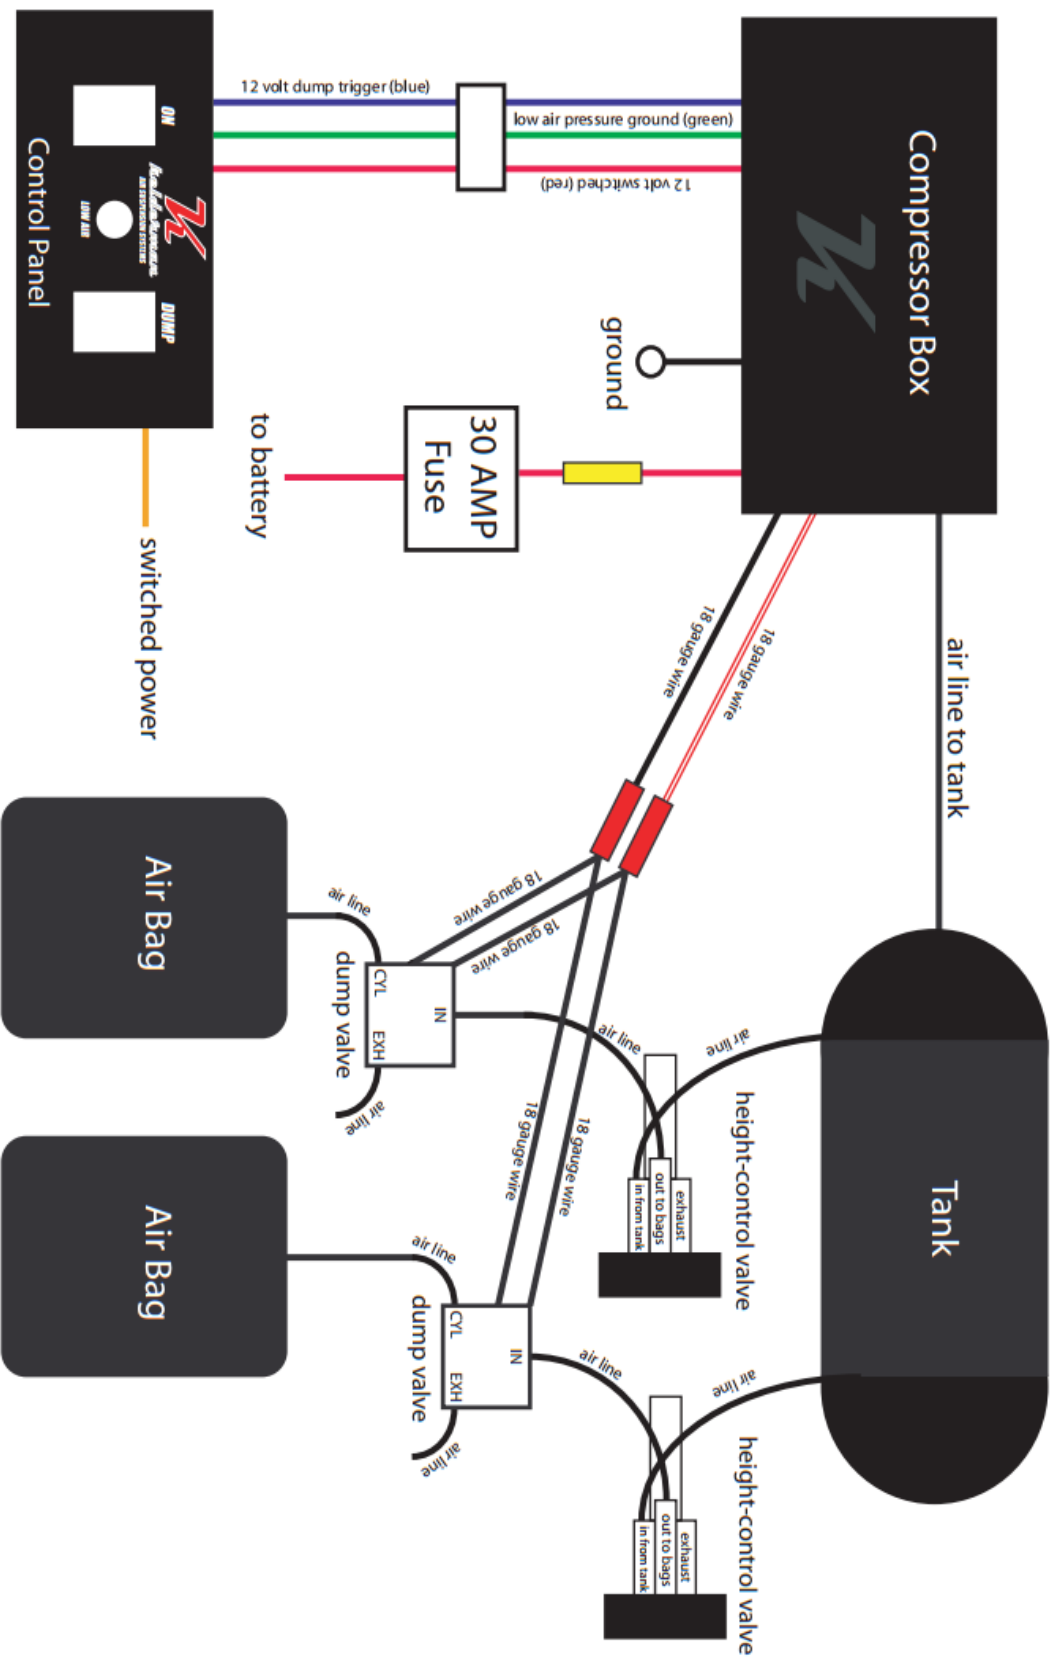 Compressor Box
12 volt dump trigger (blue)
low air pressure ground (green)
12 volt switched (red)
ON
DUMP
Kelderman
AIR SUSPENSION SYSTEMS
LOW AIR
Control Panel
ground
30 AMP
Fuse
to battery
switched power
18 gauge wire
18 gauge wire
air line to tank
Tank
air line
height-control valve
exhaust
out to bags
in from tank
air line
18 gauge wire
18 gauge wire
air line
IN
CYL
EXH
dump valve
air line
Air Bag
18 gauge wire
18 gauge wire
air line
height-control valve
exhaust
out to bags
in from tank
air line
air line
IN
CYL
EXH
dump valve
air line
Air Bag